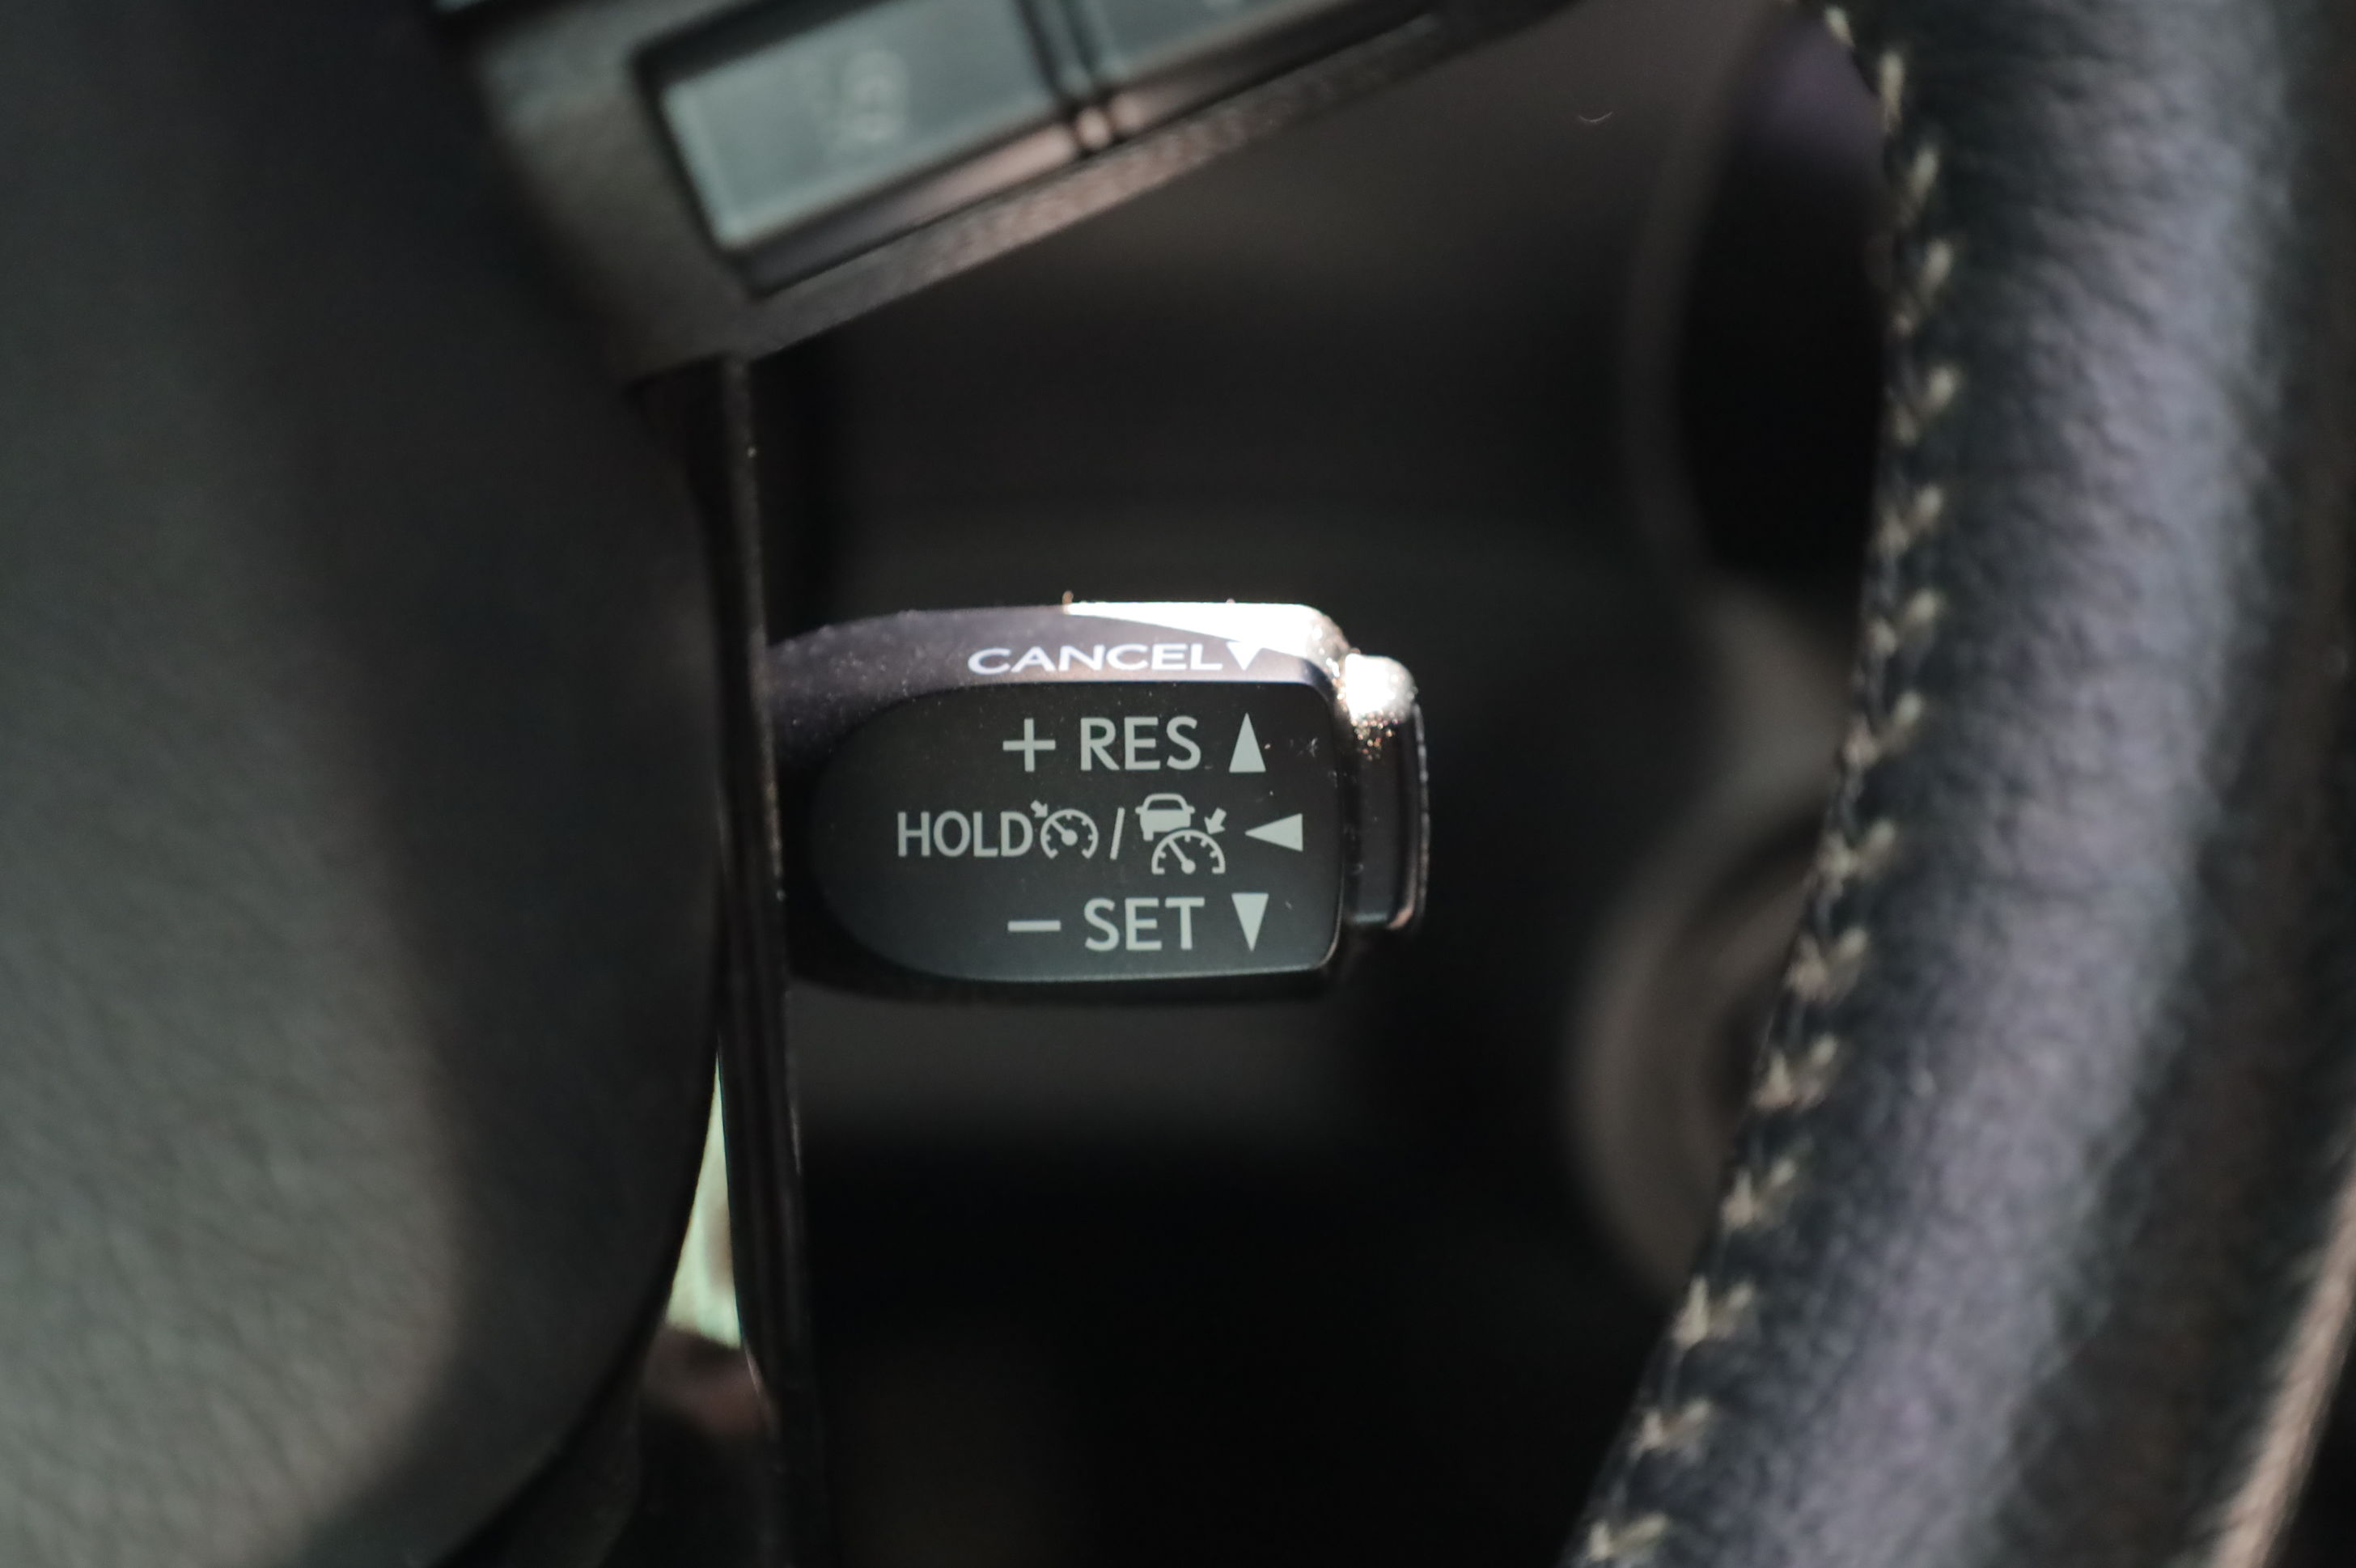 CANCEL▼
+ RES ▲
HOLD / ◀
− SET ▼